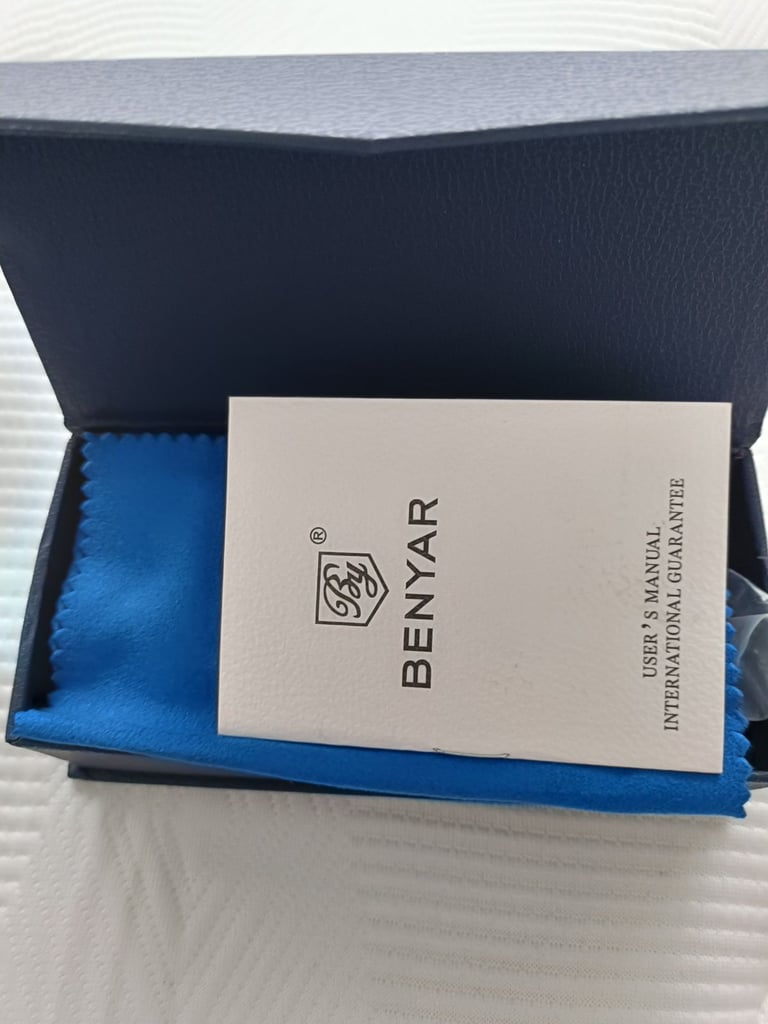 By ®
BENYAR
USER'S MANUAL
INTERNATIONAL GUARANTEE